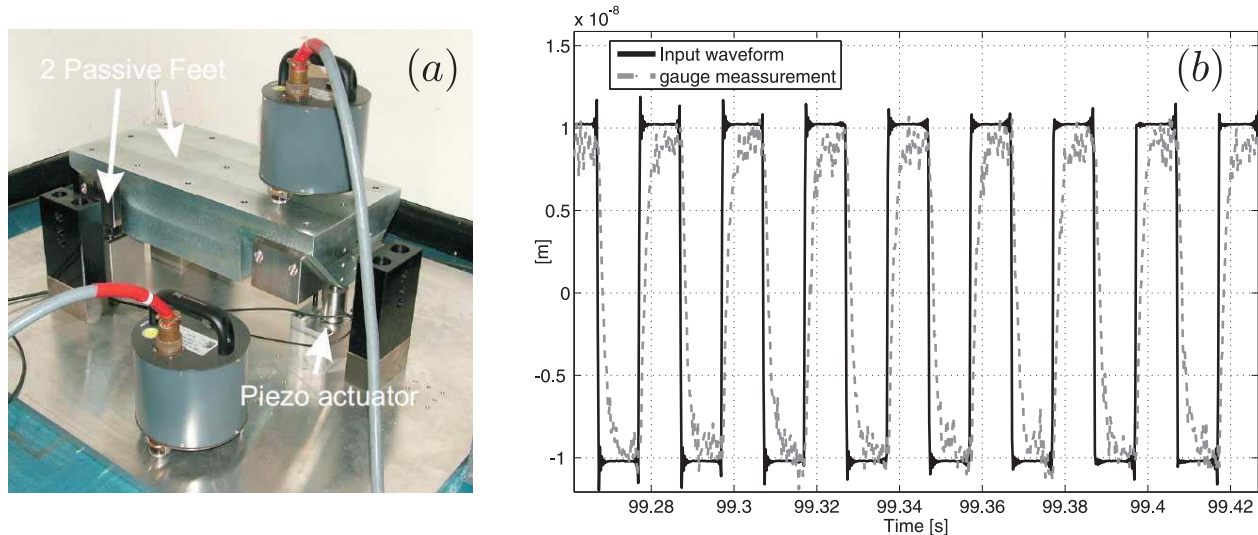 2 Passive Feet
(a)
Piezo actuator
x 10⁻⁸
(b)
Input waveform
gauge meassurement
1.5
1
0.5
0
-0.5
-1
[m]
99.28 99.3 99.32 99.34 99.36 99.38 99.4 99.42
Time [s]